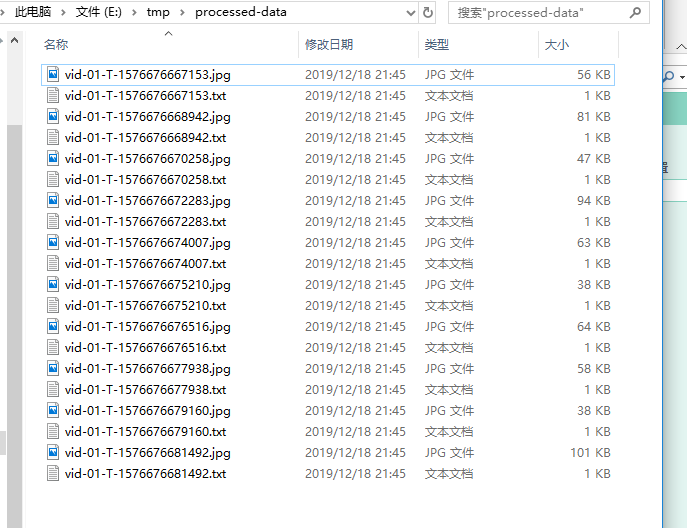 此电脑 › 文件 (E:) › tmp › processed-data 搜索"processed-data"
名称 修改日期 类型 大小
vid-01-T-1576676667153.jpg 2019/12/18 21:45 JPG 文件 56 KB
vid-01-T-1576676667153.txt 2019/12/18 21:45 文本文档 1 KB
vid-01-T-1576676668942.jpg 2019/12/18 21:45 JPG 文件 81 KB
vid-01-T-1576676668942.txt 2019/12/18 21:45 文本文档 1 KB
vid-01-T-1576676670258.jpg 2019/12/18 21:45 JPG 文件 47 KB
vid-01-T-1576676670258.txt 2019/12/18 21:45 文本文档 1 KB
vid-01-T-1576676672283.jpg 2019/12/18 21:45 JPG 文件 94 KB
vid-01-T-1576676672283.txt 2019/12/18 21:45 文本文档 1 KB
vid-01-T-1576676674007.jpg 2019/12/18 21:45 JPG 文件 63 KB
vid-01-T-1576676674007.txt 2019/12/18 21:45 文本文档 1 KB
vid-01-T-1576676675210.jpg 2019/12/18 21:45 JPG 文件 38 KB
vid-01-T-1576676675210.txt 2019/12/18 21:45 文本文档 1 KB
vid-01-T-1576676676516.jpg 2019/12/18 21:45 JPG 文件 64 KB
vid-01-T-1576676676516.txt 2019/12/18 21:45 文本文档 1 KB
vid-01-T-1576676677938.jpg 2019/12/18 21:45 JPG 文件 58 KB
vid-01-T-1576676677938.txt 2019/12/18 21:45 文本文档 1 KB
vid-01-T-1576676679160.jpg 2019/12/18 21:45 JPG 文件 38 KB
vid-01-T-1576676679160.txt 2019/12/18 21:45 文本文档 1 KB
vid-01-T-1576676681492.jpg 2019/12/18 21:45 JPG 文件 101 KB
vid-01-T-1576676681492.txt 2019/12/18 21:45 文本文档 1 KB